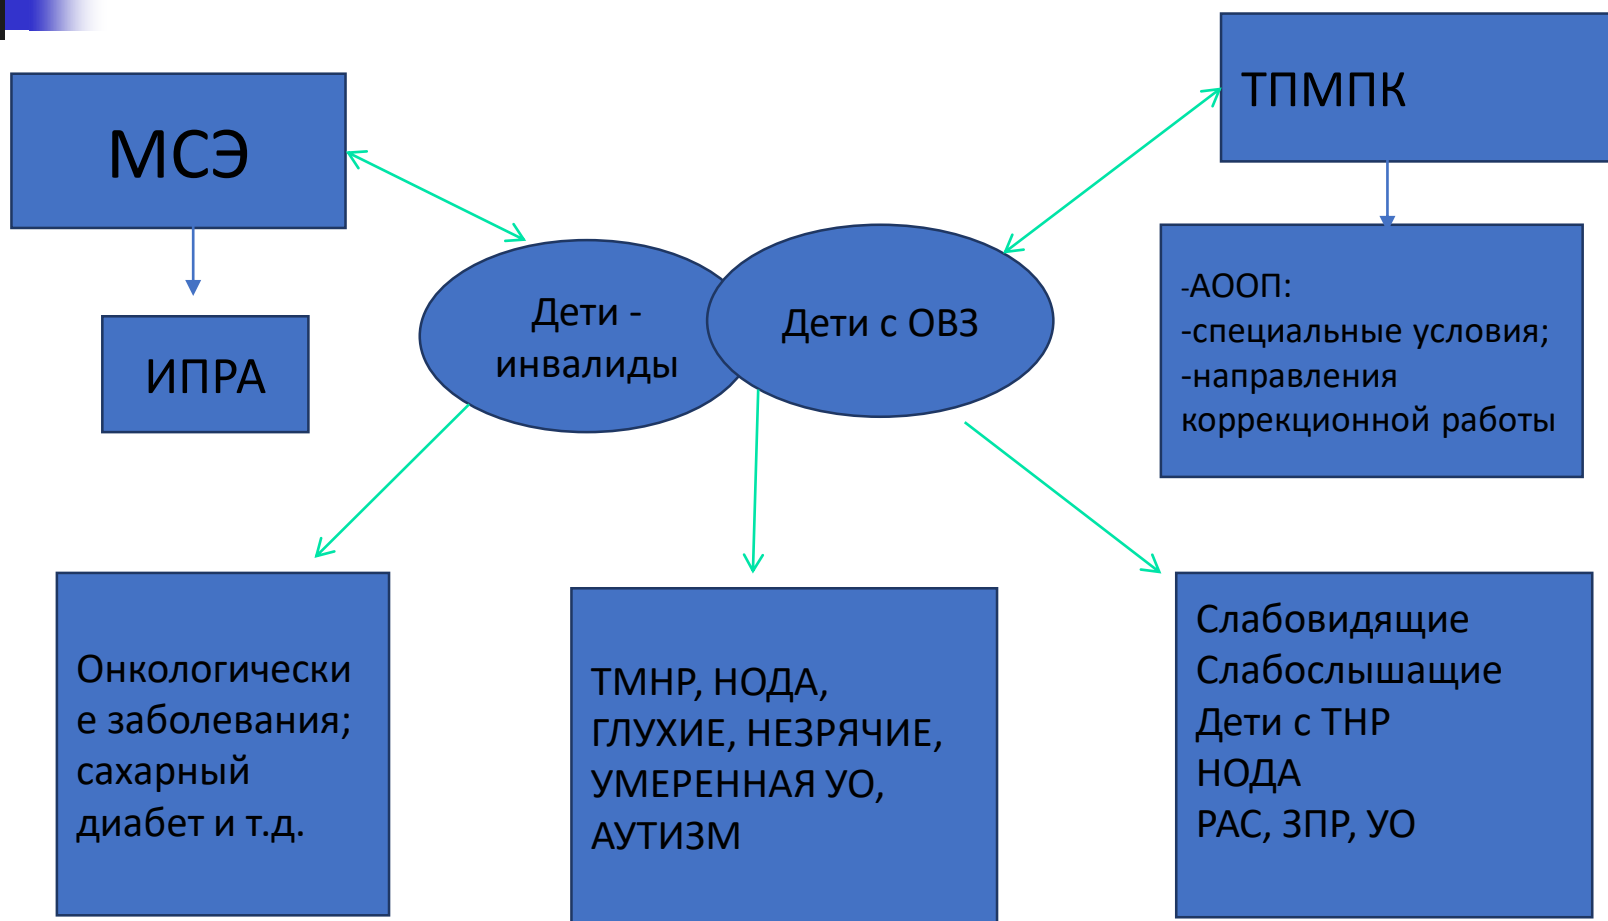 МСЭ
ТПМПК
ИПРА
Дети -
инвалиды
Дети с ОВЗ
-АООП:
-специальные условия;
-направления
коррекционной работы
Онкологически
е заболевания;
сахарный
диабет и т.д.
ТМНР, НОДА,
ГЛУХИЕ, НЕЗРЯЧИЕ,
УМЕРЕННАЯ УО,
АУТИЗМ
Слабовидящие
Слабослышащие
Дети с ТНР
НОДА
РАС, ЗПР, УО